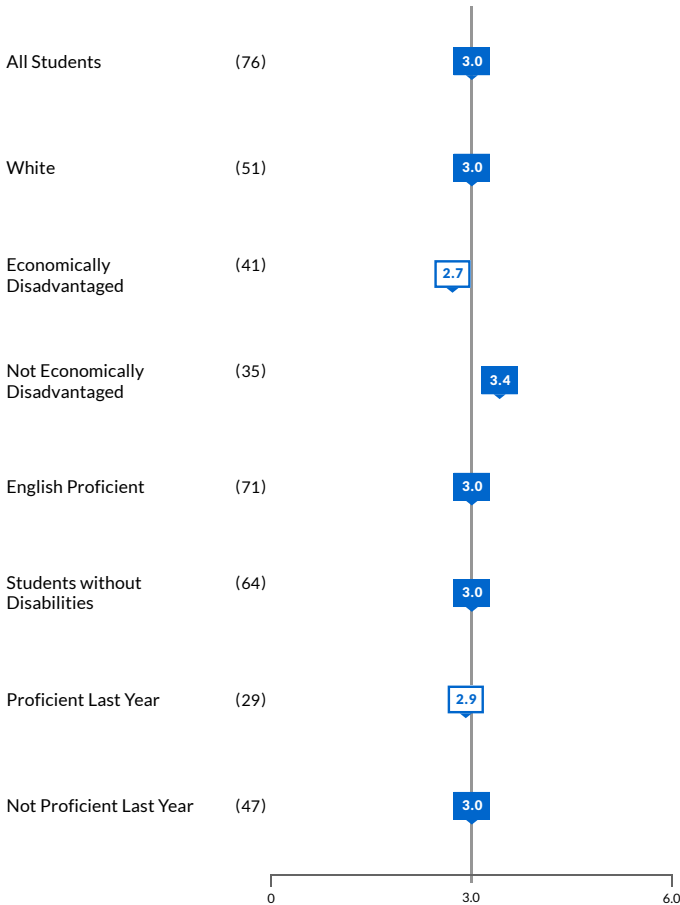 All Students (76) 3.0
White (51) 3.0
Economically (41) 2.7
Disadvantaged
Not Economically (35) 3.4
Disadvantaged
English Proficient (71) 3.0
Students without (64) 3.0
Disabilities
Proficient Last Year (29) 2.9
Not Proficient Last Year (47) 3.0
0 3.0 6.0